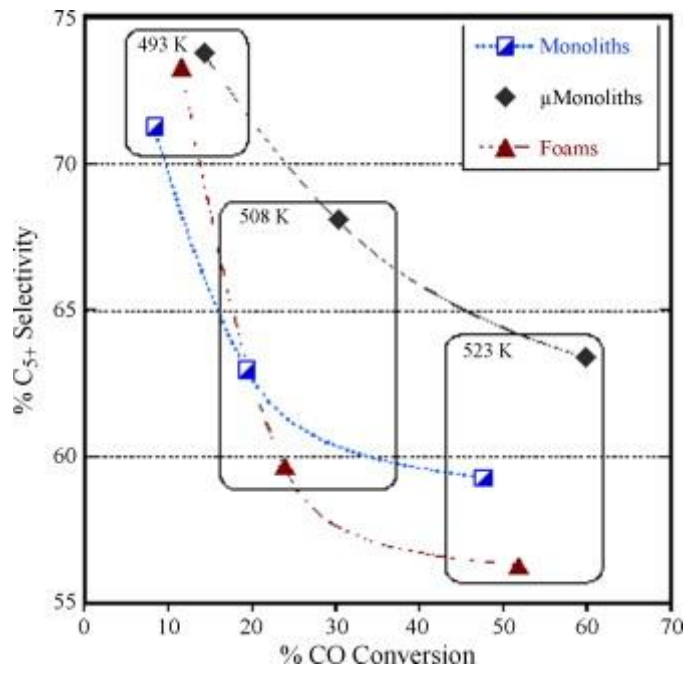 75
70
65
60
55
% C5+ Selectivity
493 K
508 K
523 K
Monoliths
µMonoliths
Foams
0 10 20 30 40 50 60 70
% CO Conversion